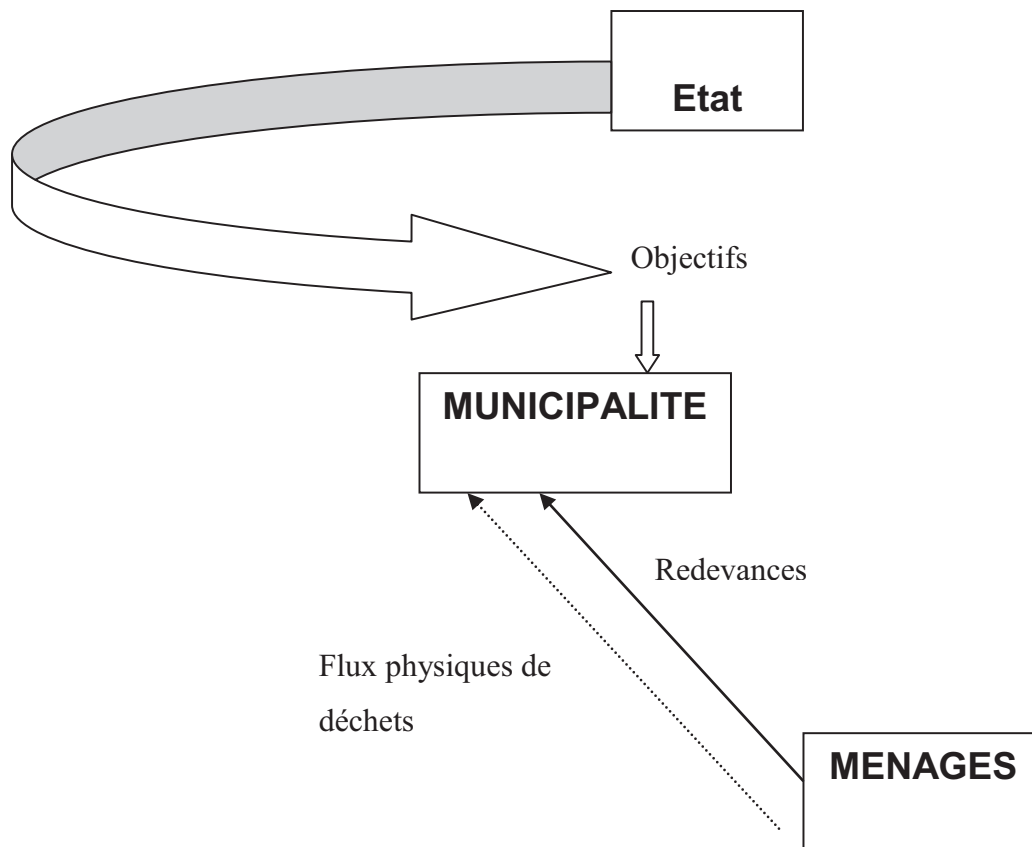 Etat
Objectifs
MUNICIPALITE
Redevances
Flux physiques de
déchets
MENAGES